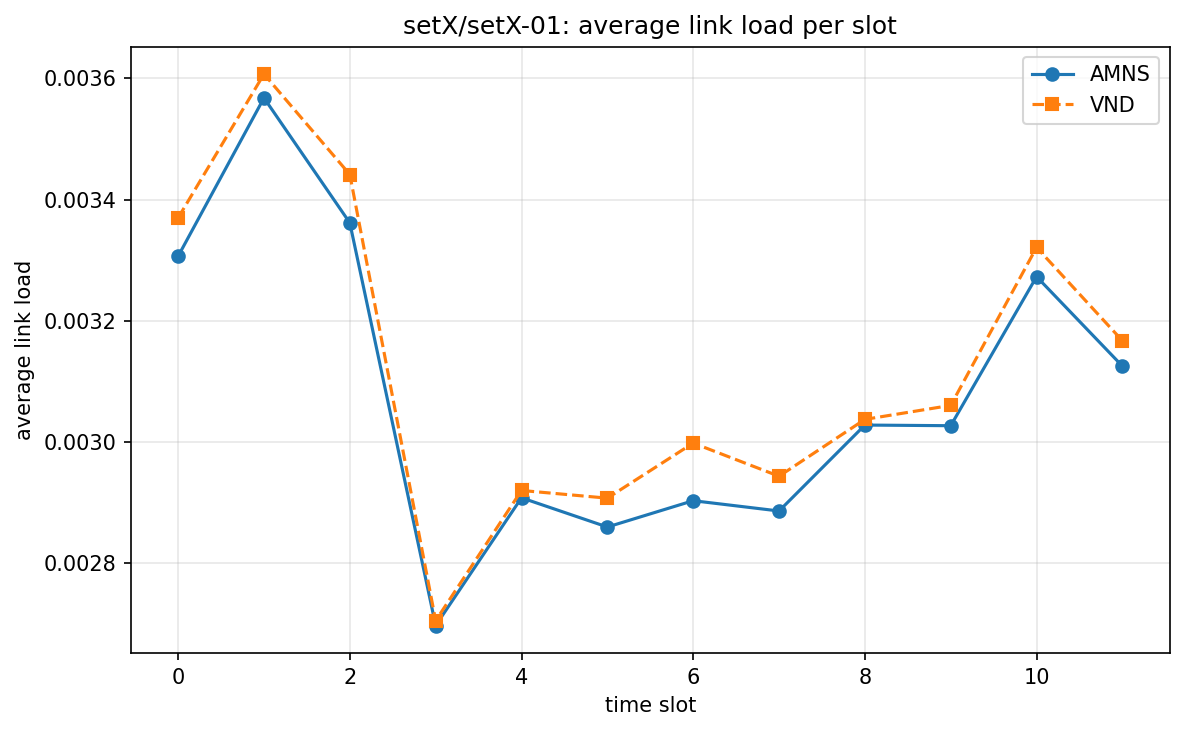 setX/setX-01: average link load per slot
AMNS
VND
average link load
0.0036
0.0034
0.0032
0.0030
0.0028
0 2 4 6 8 10
time slot